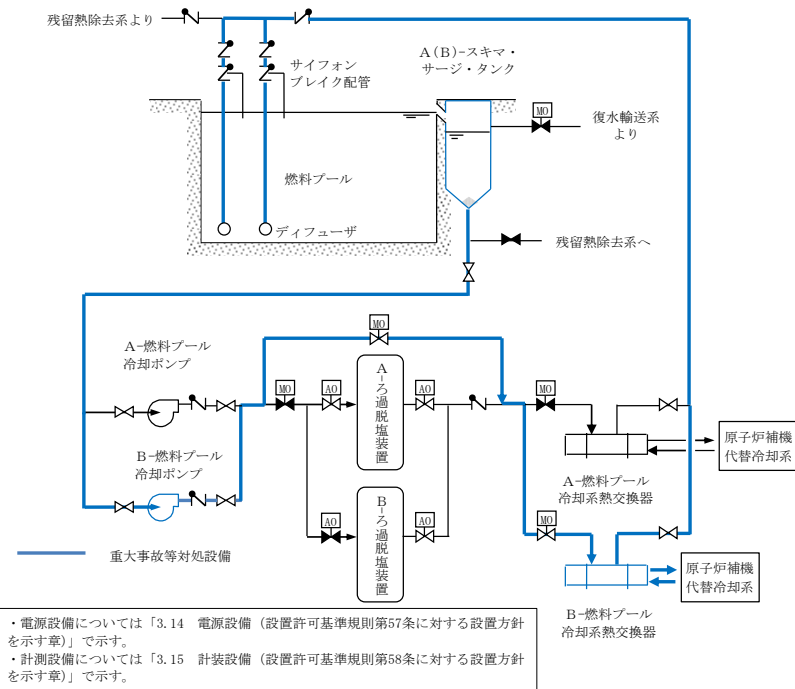 残留熱除去系より
サイフォン
ブレイク配管
A(B)-スキマ・
サージ・タンク
MO
復水輸送系
より
燃料プール
ディフューザ
残留熱除去系へ
MO
A-燃料プール
冷却ポンプ
MO
AO
A-ろ過脱塩装置
AO
MO
原子炉補機
代替冷却系
A-燃料プール
冷却系熱交換器
B-燃料プール
冷却ポンプ
AO
B-ろ過脱塩装置
AO
MO
重大事故等対処設備
原子炉補機
代替冷却系
B-燃料プール
冷却系熱交換器
・電源設備については「3.14 電源設備（設置許可基準規則第57条に対する設置方針
を示す章）」で示す。
・計測設備については「3.15 計装設備（設置許可基準規則第58条に対する設置方針
を示す章）」で示す。